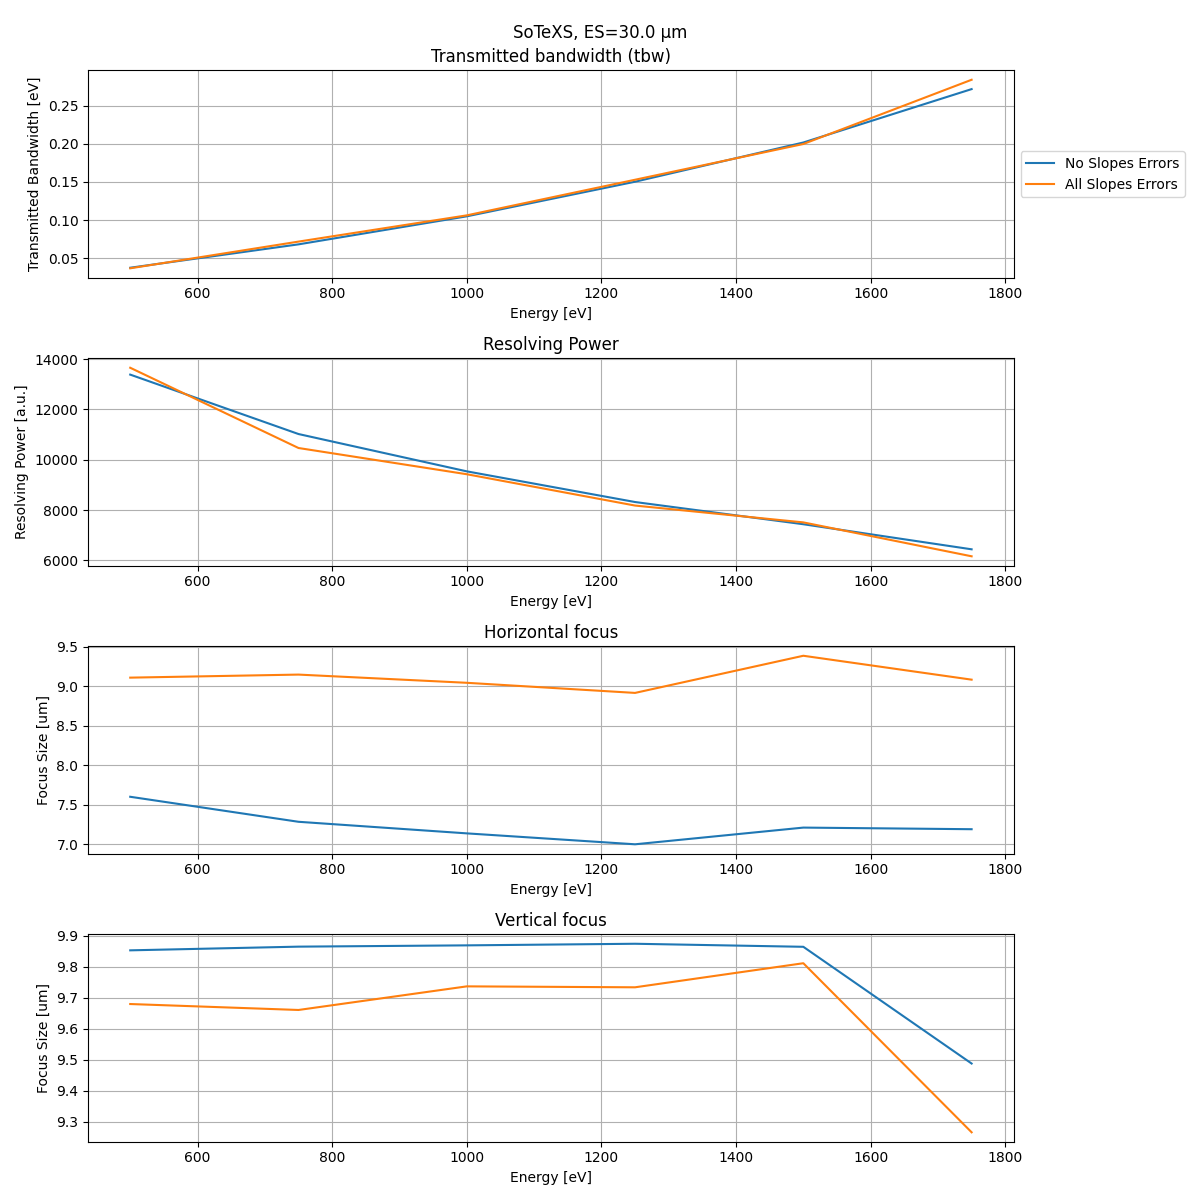 SoTeXS, ES=30.0 μm
Transmitted bandwidth (tbw)
Transmitted Bandwidth [eV]
0.25
0.20
0.15
0.10
0.05
600 800 1000 1200 1400 1600 1800
Energy [eV]
No Slopes Errors
All Slopes Errors
Resolving Power
Resolving Power [a.u.]
14000
12000
10000
8000
6000
600 800 1000 1200 1400 1600 1800
Energy [eV]
Horizontal focus
Focus Size [um]
9.5
9.0
8.5
8.0
7.5
7.0
600 800 1000 1200 1400 1600 1800
Energy [eV]
Vertical focus
Focus Size [um]
9.9
9.8
9.7
9.6
9.5
9.4
9.3
600 800 1000 1200 1400 1600 1800
Energy [eV]